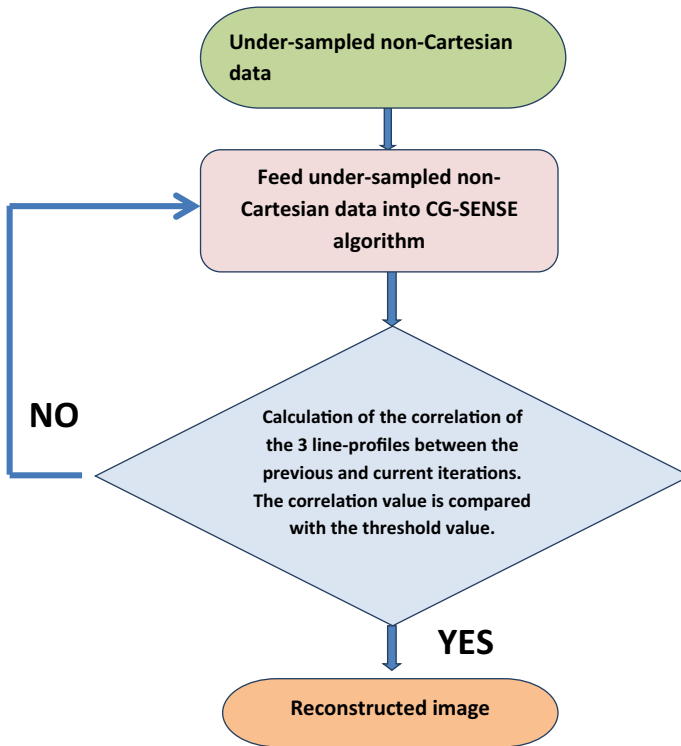 Under-sampled non-Cartesian
data
Feed under-sampled non-
Cartesian data into CG-SENSE
algorithm
NO
Calculation of the correlation of
the 3 line-profiles between the
previous and current iterations.
The correlation value is compared
with the threshold value.
YES
Reconstructed image